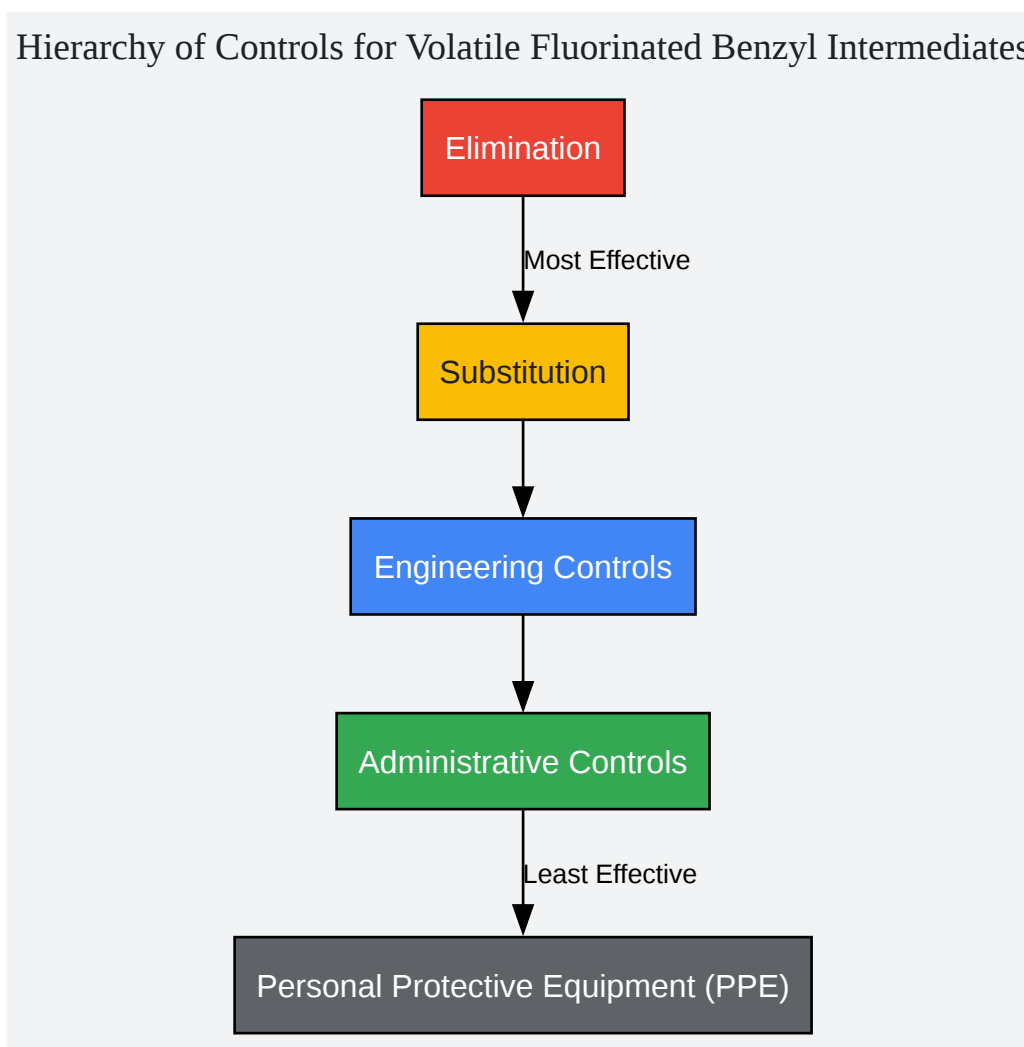 Hierarchy of Controls for Volatile Fluorinated Benzyl Intermediates
Elimination
Most Effective
Substitution
Engineering Controls
Administrative Controls
Least Effective
Personal Protective Equipment (PPE)